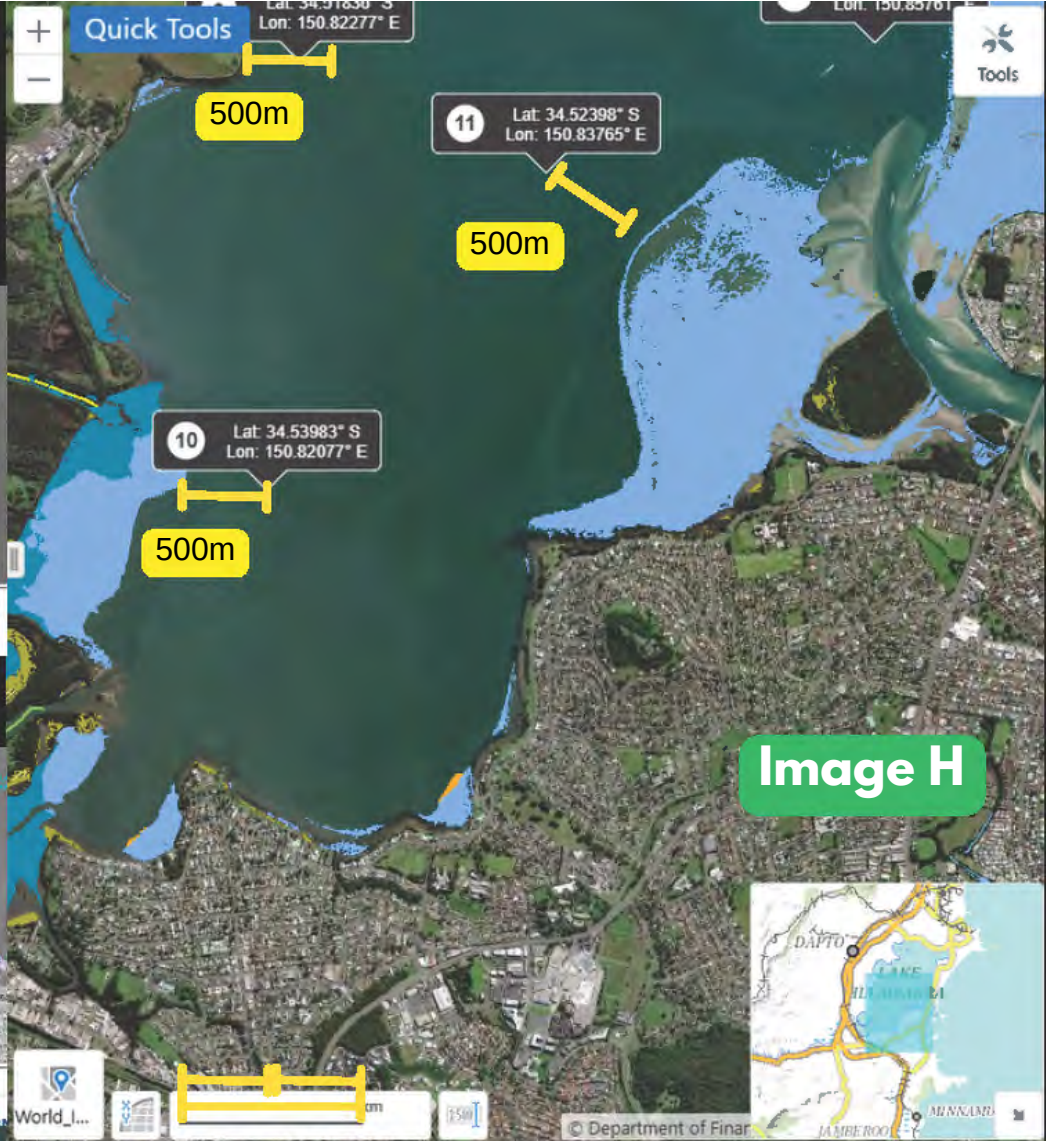 +
Quick Tools
Lat: 34.51836° S
Lon: 150.82277° E
Lon: 150.85761° E
Tools
−
500m
11
Lat: 34.52398° S
Lon: 150.83765° E
500m
10
Lat: 34.53983° S
Lon: 150.82077° E
500m
Image H
DAPTO
LAKE
ILLAWARRA
World_I...
km
© Department of Finan
MINNAM
JAMBEROO